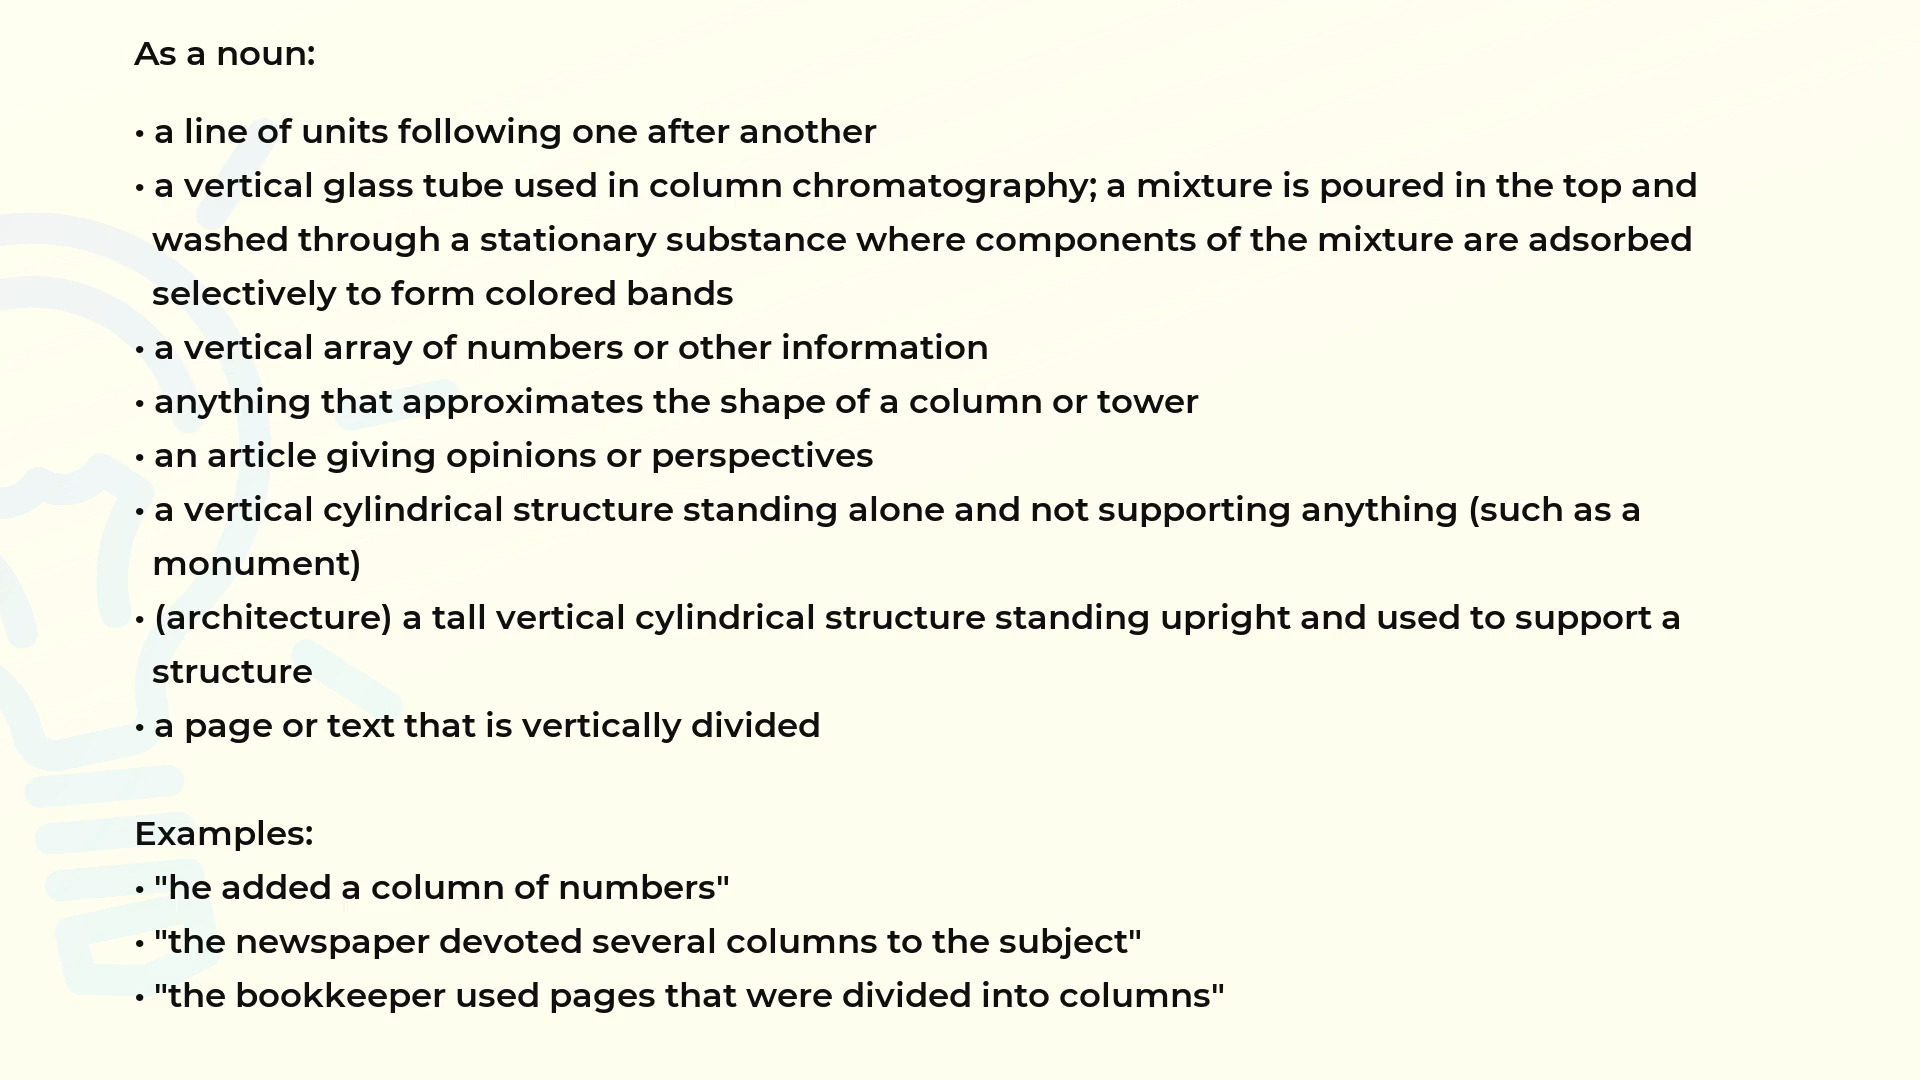 As a noun:
• a line of units following one after another
• a vertical glass tube used in column chromatography; a mixture is poured in the top and
washed through a stationary substance where components of the mixture are adsorbed
selectively to form colored bands
• a vertical array of numbers or other information
• anything that approximates the shape of a column or tower
• an article giving opinions or perspectives
• a vertical cylindrical structure standing alone and not supporting anything (such as a
monument)
• (architecture) a tall vertical cylindrical structure standing upright and used to support a
structure
• a page or text that is vertically divided
Examples:
• "he added a column of numbers"
• "the newspaper devoted several columns to the subject"
• "the bookkeeper used pages that were divided into columns"